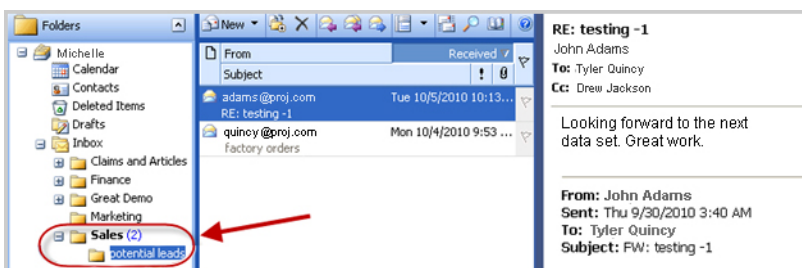 Folders
Michelle
Calendar
Contacts
Deleted Items
Drafts
Inbox
Claims and Articles
Finance
Great Demo
Marketing
Sales (2)
potential leads
New
From Received
Subject !
adams@proj.com Tue 10/5/2010 10:13...
RE: testing -1
quincy@proj.com Mon 10/4/2010 9:53 ...
factory orders
RE: testing -1
John Adams
To: Tyler Quincy
Cc: Drew Jackson
Looking forward to the next
data set. Great work.
From: John Adams
Sent: Thu 9/30/2010 3:40 AM
To: Tyler Quincy
Subject: FW: testing -1